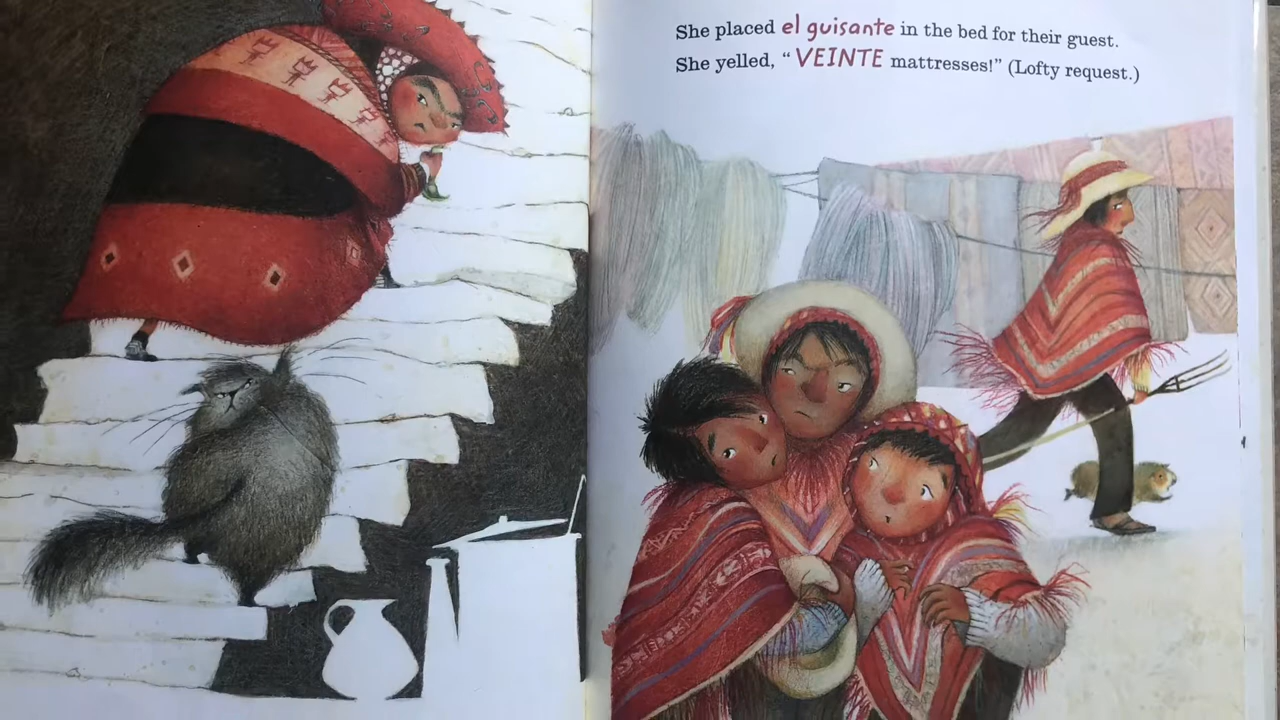 She placed el guisante in the bed for their guest.
She yelled, “VEINTE mattresses!” (Lofty request.)